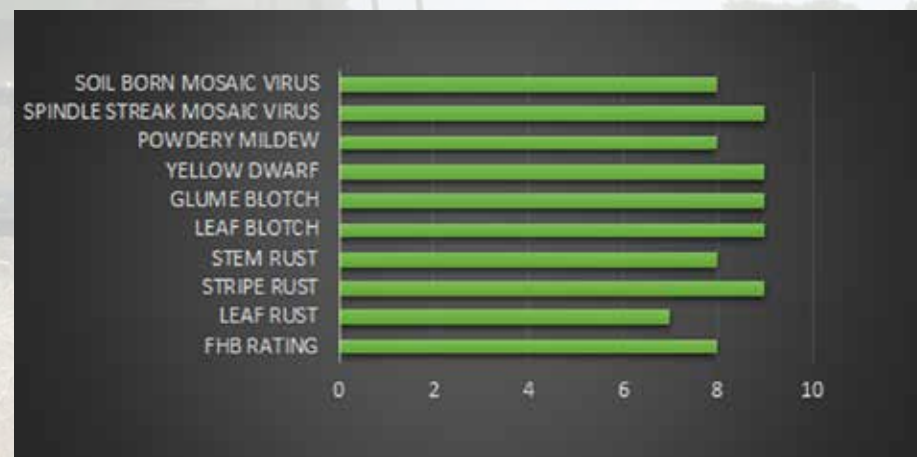 SOIL BORN MOSAIC VIRUS
SPINDLE STREAK MOSAIC VIRUS
POWDERY MILDEW
YELLOW DWARF
GLUME BLOTCH
LEAF BLOTCH
STEM RUST
STRIPE RUST
LEAF RUST
FHB RATING
0 2 4 6 8 10